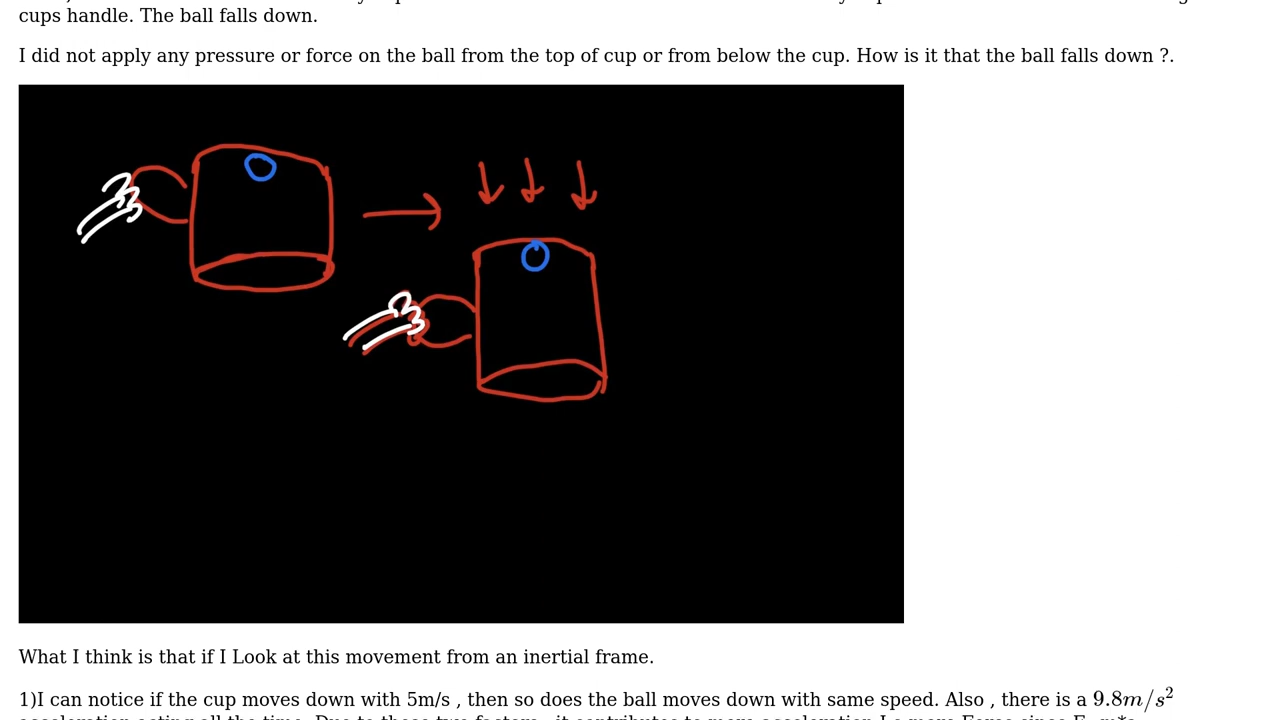 cups handle. The ball falls down.
I did not apply any pressure or force on the ball from the top of cup or from below the cup. How is it that the ball falls down ?.
What I think is that if I Look at this movement from an inertial frame.
1)I can notice if the cup moves down with 5m/s , then so does the ball moves down with same speed. Also , there is a 9.8m/s²